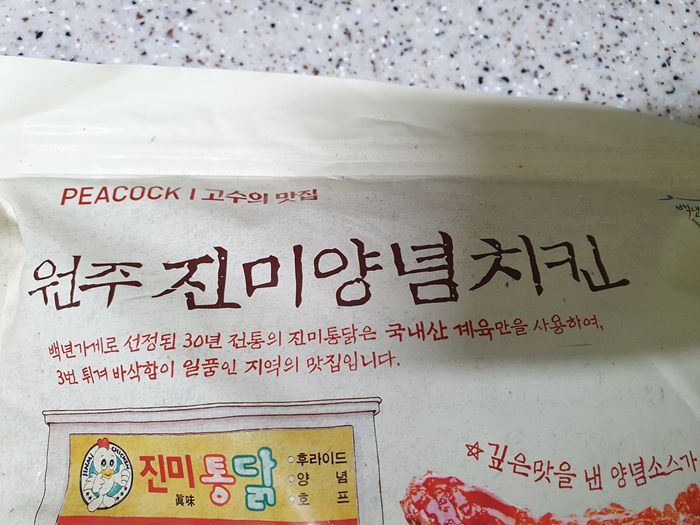 PEACOCK | 고수의 맛집
원주 진미양념치킨
백년가게로 선정된 30년 전통의 진미통닭은 국내산 계육만을 사용하여,
3번 튀겨 바삭함이 일품인 지역의 맛집입니다.
JINMI CHICKEN
진미통닭
眞味
·후라이드
·양 념
·호 프
☆깊은맛을 낸 양념소스가